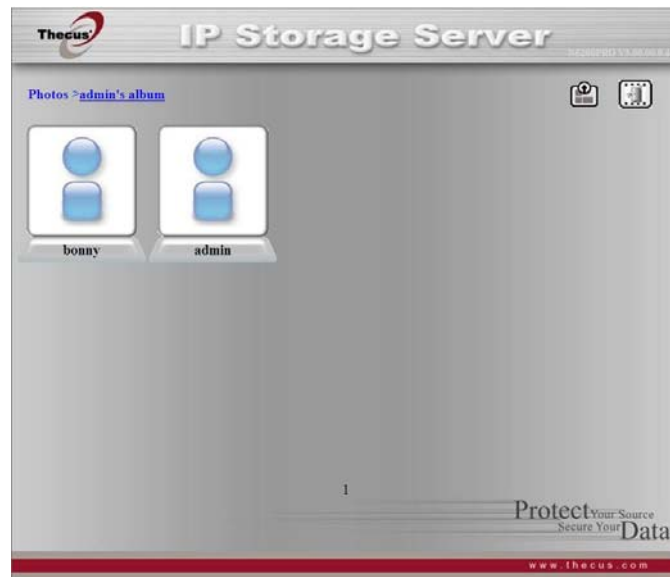 Thecus
IP Storage Server
Photos >admin's album
bonny
admin
1
Protect Your Source
Secure Your Data
www.thecus.com